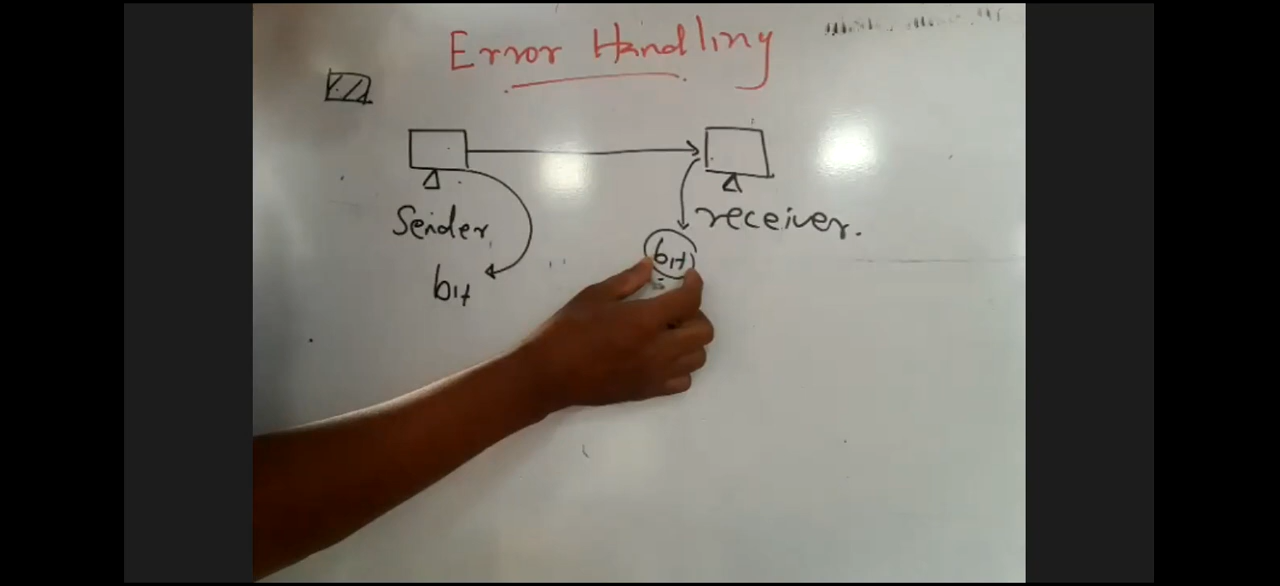 Error Handling
Sender
receiver.
bit
bit